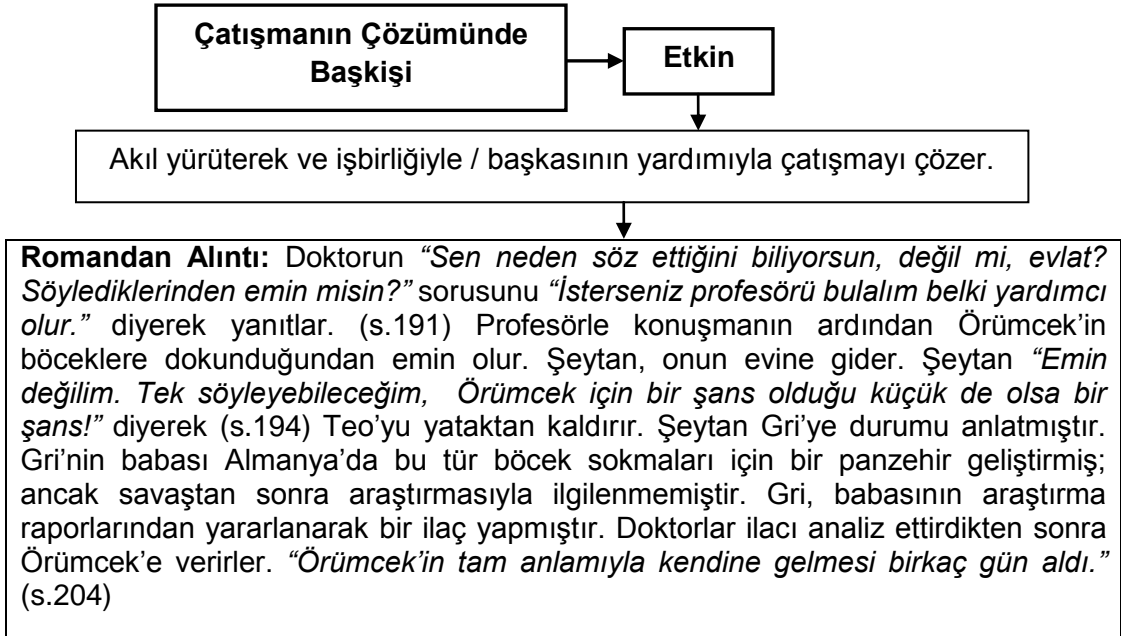 Çatışmanın Çözümünde
Başkişi
Etkin
Akıl yürüterek ve işbirliğiyle / başkasının yardımıyla çatışmayı çözer.
Romandan Alıntı: Doktorun “Sen neden söz ettiğini biliyorsun, değil mi, evlat?
Söylediklerinden emin misin?” sorusunu “İsterseniz profesörü bulalım belki yardımcı
olur.” diyerek yanıtlar. (s.191) Profesörle konuşmanın ardından Örümcek’in
böceklere dokunduğundan emin olur. Şeytan, onun evine gider. Şeytan “Emin
değilim. Tek söyleyebileceğim, Örümcek için bir şans olduğu küçük de olsa bir
şans!” diyerek (s.194) Teo’yu yataktan kaldırır. Şeytan Gri’ye durumu anlatmıştır.
Gri’nin babası Almanya’da bu tür böcek sokmaları için bir panzehir geliştirmiş;
ancak savaştan sonra araştırmasıyla ilgilenmemiştir. Gri, babasının araştırma
raporlarından yararlanarak bir ilaç yapmıştır. Doktorlar ilacı analiz ettirdikten sonra
Örümcek’e verirler. “Örümcek’in tam anlamıyla kendine gelmesi birkaç gün aldı.”
(s.204)